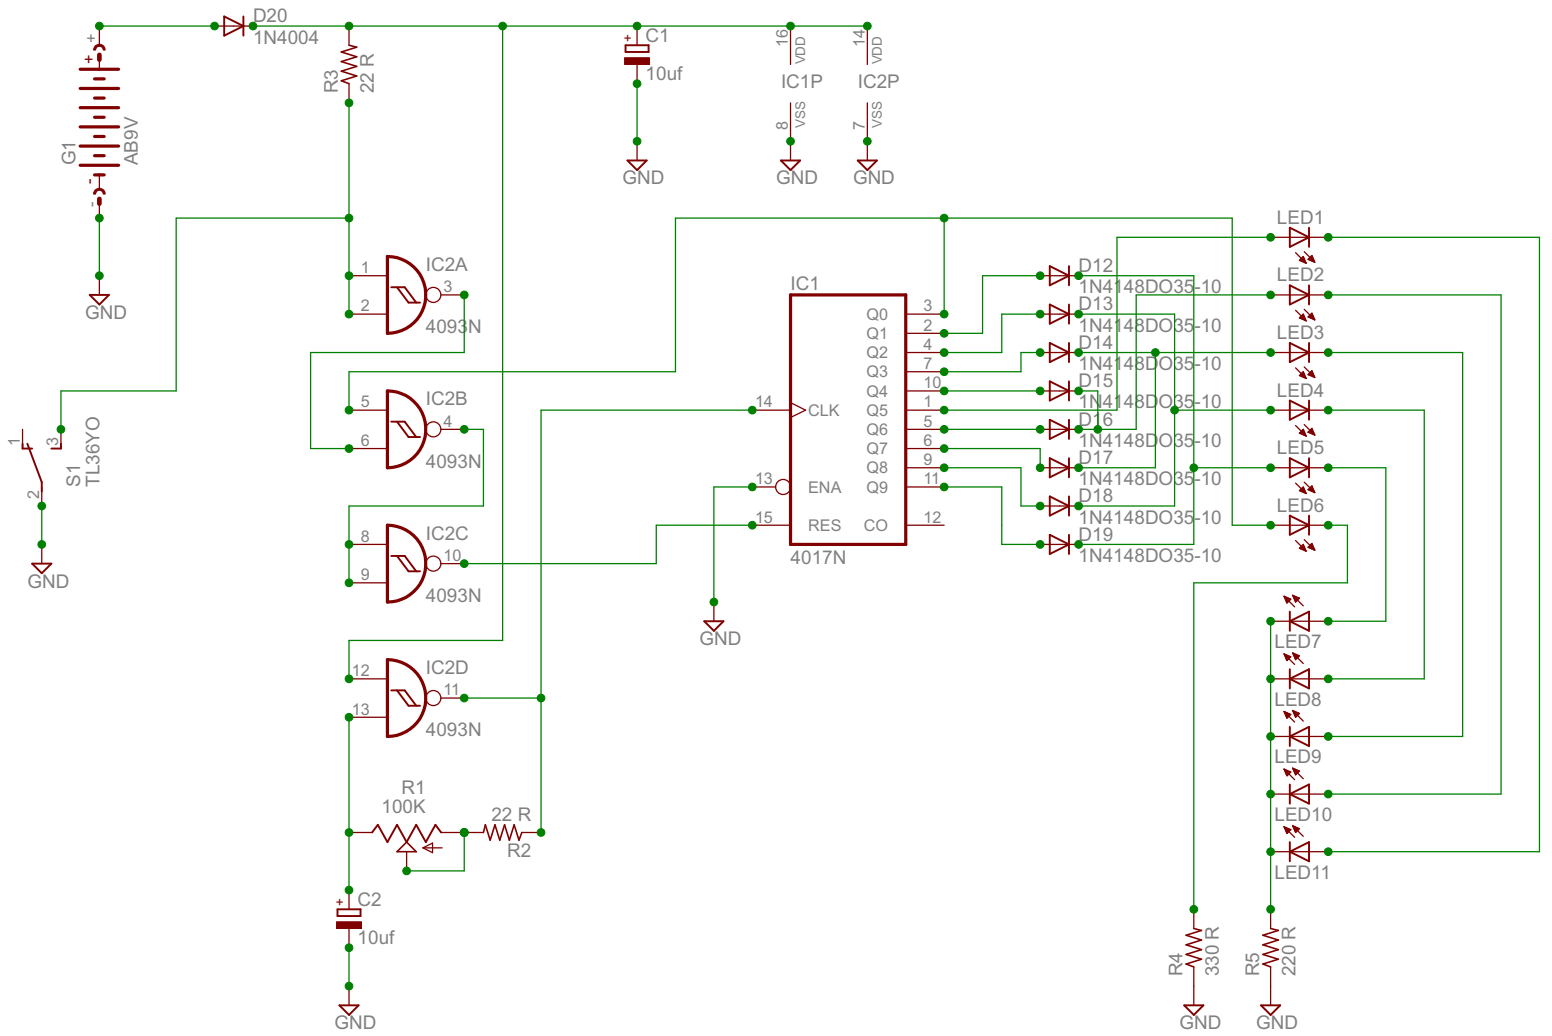 D20
1N4004
+
+
G1
AB9V
-
-
GND
R3
22 R
C1
+
10uf
GND
16
VDD
IC1P
8
VSS
GND
14
VDD
IC2P
7
VSS
GND
1
2
IC2A
3
4093N
5
6
IC2B
4
4093N
8
9
IC2C
10
4093N
12
13
IC2D
11
4093N
1
3
S1
TL36YO
2
GND
R1
100K
22 R
R2
C2
+
10uf
GND
IC1
14
CLK
13
ENA
15
RES
Q0
3
Q1
2
Q2
4
Q3
7
Q4
10
Q5
1
Q6
5
Q7
6
Q8
9
Q9
11
CO
12
4017N
GND
D12
1N4148DO35-10
D13
1N4148DO35-10
D14
1N4148DO35-10
D15
1N4148DO35-10
D16
1N4148DO35-10
D17
1N4148DO35-10
D18
1N4148DO35-10
D19
1N4148DO35-10
LED1
LED2
LED3
LED4
LED5
LED6
LED7
LED8
LED9
LED10
LED11
R4
330 R
GND
R5
220 R
GND